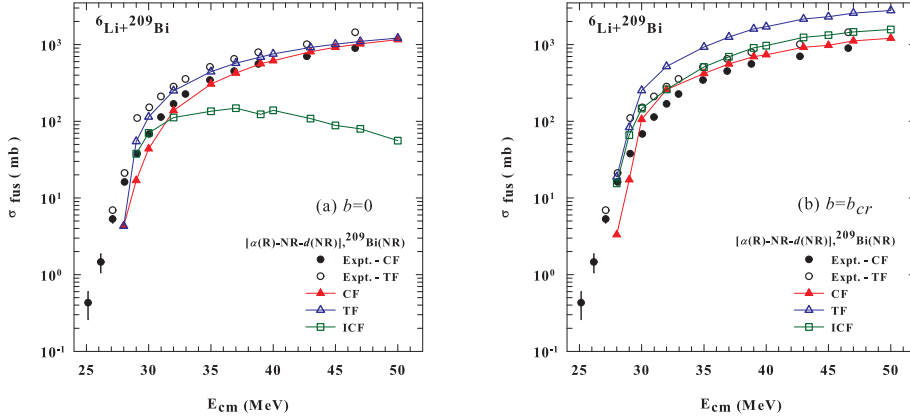 ⁶Li+²⁰⁹Bi
10³
10²
10¹
10⁰
10⁻¹
σ fus ( mb )
(a) b=0
[α(R)-NR-d(NR)],²⁰⁹Bi(NR)
Expt. - CF
Expt. - TF
CF
TF
ICF
25 30 35 40 45 50
Ecm (MeV)
⁶Li+²⁰⁹Bi
10³
10²
10¹
10⁰
10⁻¹
σ fus ( mb )
(b) b=bcr
[α(R)-NR-d(NR)],²⁰⁹Bi(NR)
Expt. - CF
Expt. - TF
CF
TF
ICF
25 30 35 40 45 50
Ecm (MeV)